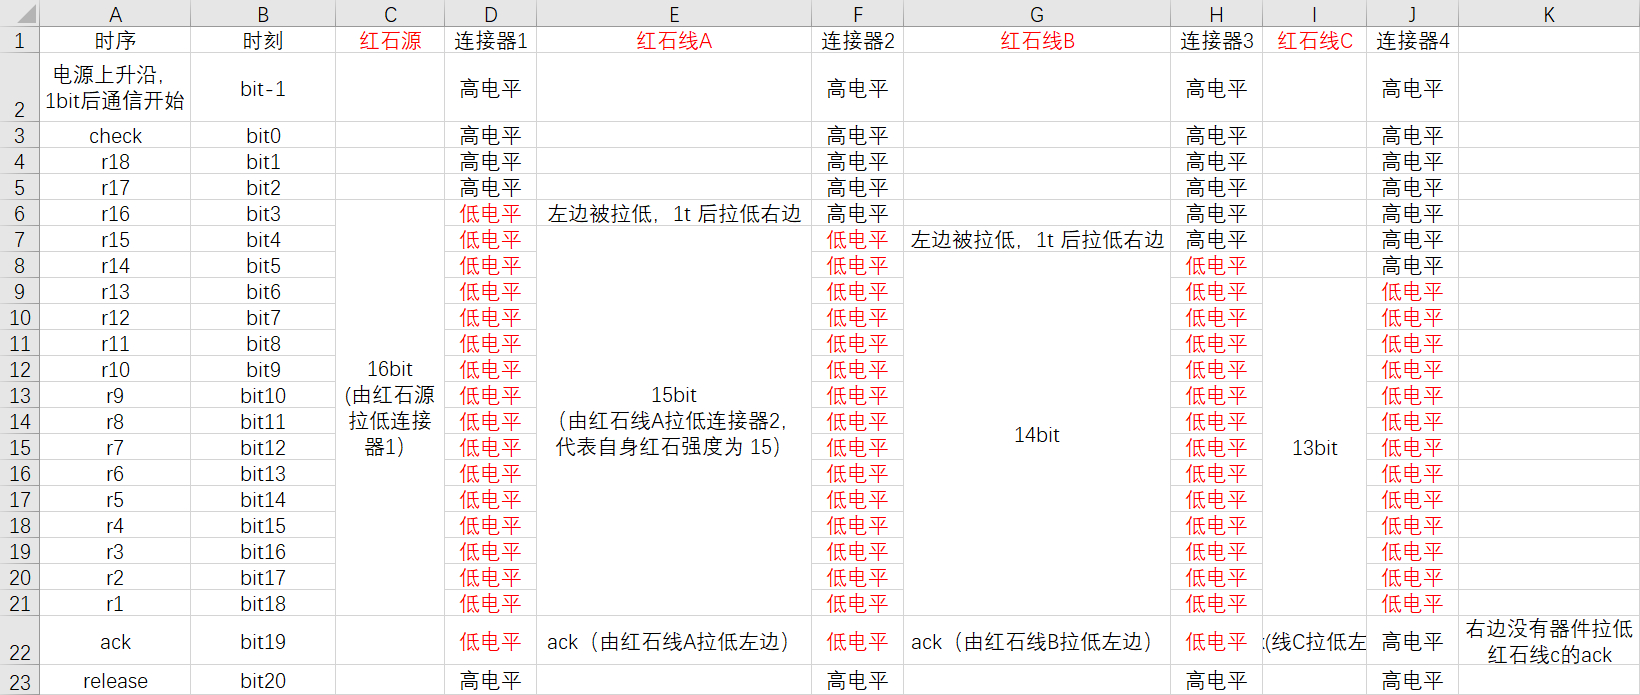 A B C D E F G H I J K
1 时序 时刻 红石源 连接器1 红石线A 连接器2 红石线B 连接器3 红石线C 连接器4
电源上升沿，
1bit后通信开始
2 bit-1 高电平 高电平 高电平 高电平
3 check bit0 高电平 高电平 高电平 高电平
4 r18 bit1 高电平 高电平 高电平 高电平
5 r17 bit2 高电平 高电平 高电平 高电平
6 r16 bit3 低电平 左边被拉低，1t 后拉低右边 高电平 高电平 高电平
7 r15 bit4 低电平 低电平 左边被拉低，1t 后拉低右边 高电平 高电平
8 r14 bit5 低电平 低电平 低电平 高电平
9 r13 bit6 低电平 低电平 低电平 低电平
10 r12 bit7 低电平 低电平 低电平 低电平
11 r11 bit8 低电平 低电平 低电平 低电平
12 r10 bit9 低电平 低电平 低电平 低电平
13 r9 bit10 低电平 低电平 低电平 低电平
14 r8 bit11 低电平 低电平 低电平 低电平
15 r7 bit12 低电平 低电平 低电平 低电平
16 r6 bit13 低电平 低电平 低电平 低电平
17 r5 bit14 低电平 低电平 低电平 低电平
18 r4 bit15 低电平 低电平 低电平 低电平
19 r3 bit16 低电平 低电平 低电平 低电平
20 r2 bit17 低电平 低电平 低电平 低电平
21 r1 bit18 低电平 低电平 低电平 低电平
16bit
(由红石源
拉低连接
器1）
15bit
（由红石线A拉低连接器2，
代表自身红石强度为 15）
14bit
13bit
22 ack bit19 低电平 ack（由红石线A拉低左边） 低电平 ack（由红石线B拉低左边） 低电平 (线C拉低左 高电平
右边没有器件拉低
红石线c的ack
23 release bit20 高电平 高电平 高电平 高电平